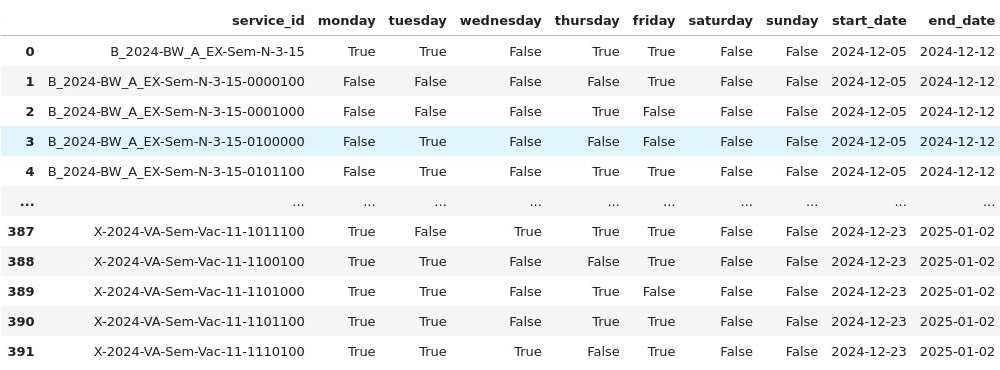 service_id monday tuesday wednesday thursday friday saturday sunday start_date end_date
0 B_2024-BW_A_EX-Sem-N-3-15 True True False True True False False 2024-12-05 2024-12-12
1 B_2024-BW_A_EX-Sem-N-3-15-0000100 False False False False True False False 2024-12-05 2024-12-12
2 B_2024-BW_A_EX-Sem-N-3-15-0001000 False False False True False False False 2024-12-05 2024-12-12
3 B_2024-BW_A_EX-Sem-N-3-15-0100000 False True False False False False False 2024-12-05 2024-12-12
4 B_2024-BW_A_EX-Sem-N-3-15-0101100 False True False True True False False 2024-12-05 2024-12-12
... ... ... ... ... ... ... ... ... ... ...
387 X-2024-VA-Sem-Vac-11-1011100 True False True True True False False 2024-12-23 2025-01-02
388 X-2024-VA-Sem-Vac-11-1100100 True True False False True False False 2024-12-23 2025-01-02
389 X-2024-VA-Sem-Vac-11-1101000 True True False True False False False 2024-12-23 2025-01-02
390 X-2024-VA-Sem-Vac-11-1101100 True True False True True False False 2024-12-23 2025-01-02
391 X-2024-VA-Sem-Vac-11-1110100 True True True False True False False 2024-12-23 2025-01-02